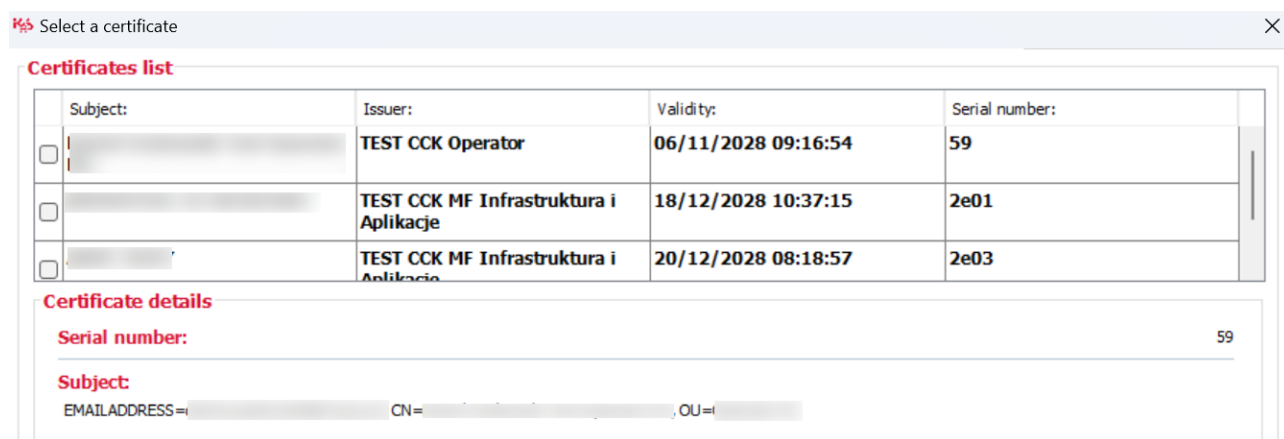 KAS Select a certificate
Certificates list
Subject: Issuer: Validity: Serial number:
TEST CCK Operator 06/11/2028 09:16:54 59
TEST CCK MF Infrastruktura i Aplikacje 18/12/2028 10:37:15 2e01
TEST CCK MF Infrastruktura i Aplikacje 20/12/2028 08:18:57 2e03
Certificate details
Serial number: 59
Subject:
EMAILADDRESS= CN= , OU=